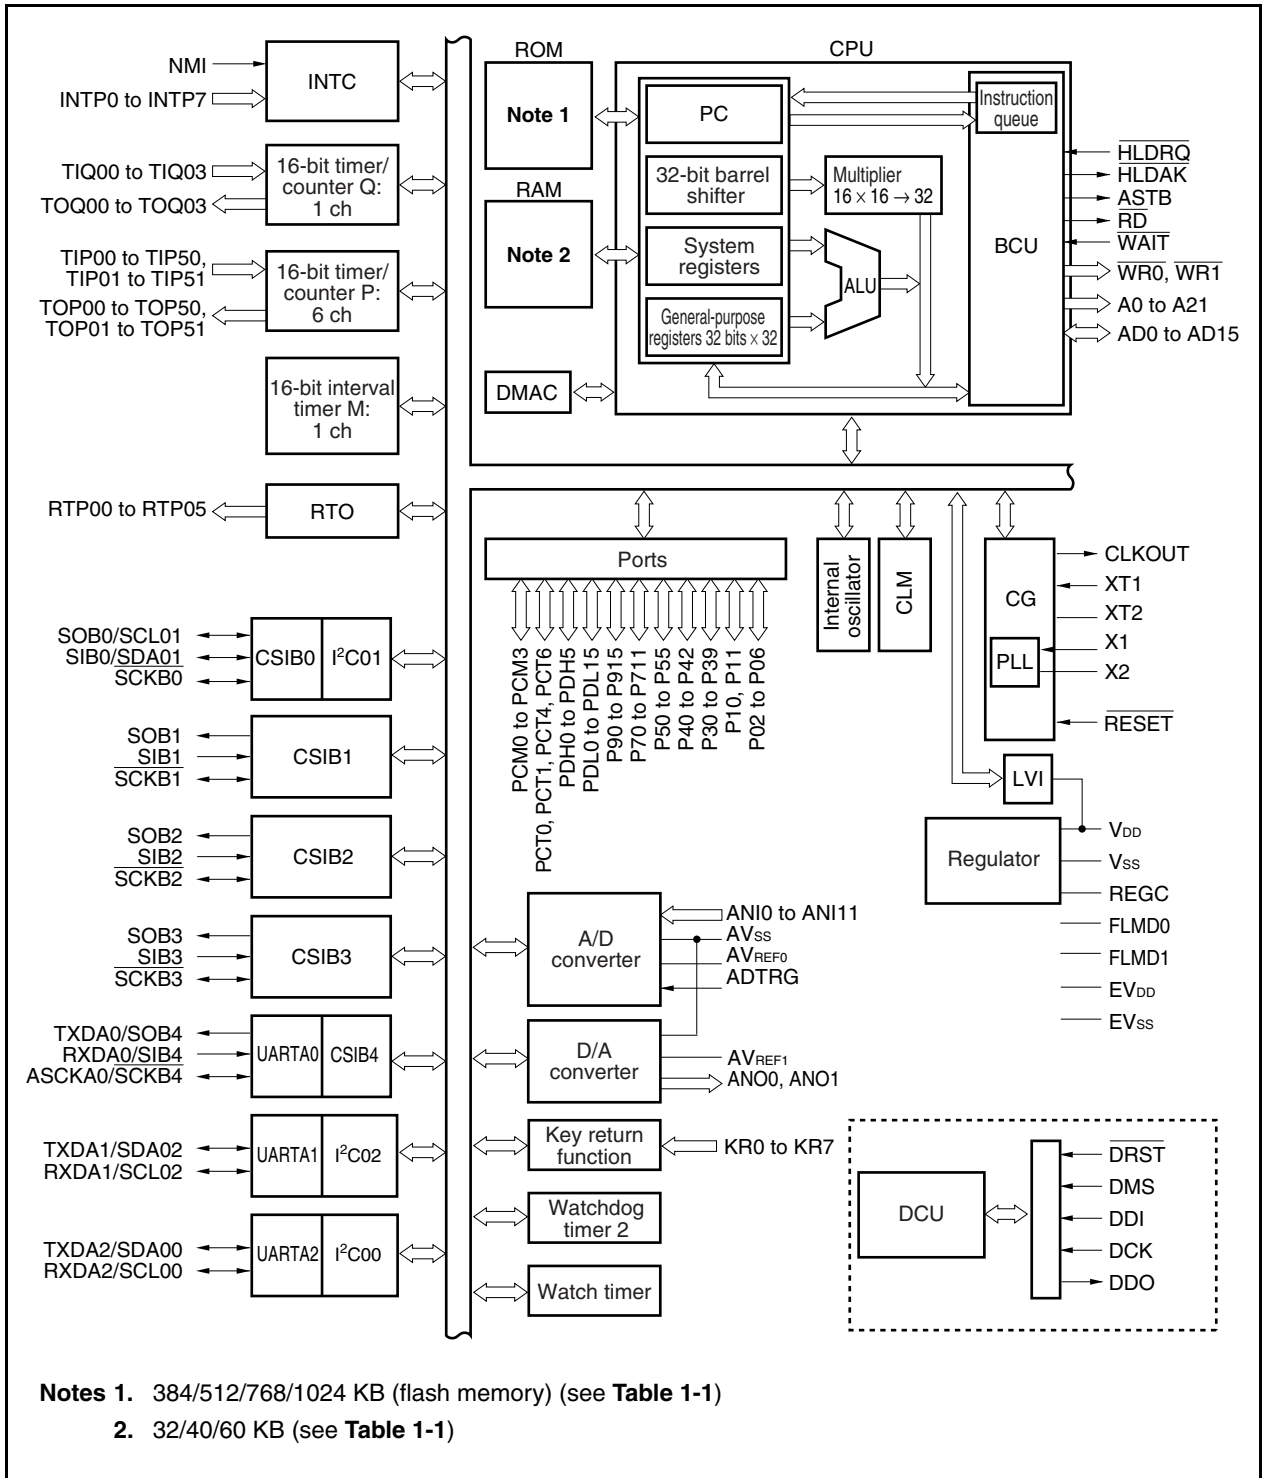 NMI
INTP0 to INTP7
INTC
TIQ00 to TIQ03
TOQ00 to TOQ03
16-bit timer/
counter Q:
1 ch
TIP00 to TIP50,
TIP01 to TIP51
TOP00 to TOP50,
TOP01 to TOP51
16-bit timer/
counter P:
6 ch
16-bit interval
timer M:
1 ch
RTP00 to RTP05
RTO
SOB0/SCL01
SIB0/SDA01
SCKB0
CSIB0
I²C01
SOB1
SIB1
SCKB1
CSIB1
SOB2
SIB2
SCKB2
CSIB2
SOB3
SIB3
SCKB3
CSIB3
TXDA0/SOB4
RXDA0/SIB4
ASCKA0/SCKB4
UARTA0
CSIB4
TXDA1/SDA02
RXDA1/SCL02
UARTA1
I²C02
TXDA2/SDA00
RXDA2/SCL00
UARTA2
I²C00
ROM
Note 1
RAM
Note 2
DMAC
CPU
PC
32-bit barrel
shifter
System
registers
General-purpose
registers 32 bits × 32
Multiplier
16 × 16 → 32
ALU
Instruction
queue
BCU
HLDRQ
HLDAK
ASTB
RD
WAIT
WR0, WR1
A0 to A21
AD0 to AD15
Ports
PCM0 to PCM3
PCT0, PCT1, PCT4, PCT6
PDH0 to PDH5
PDL0 to PDL15
P90 to P915
P70 to P711
P50 to P55
P40 to P42
P30 to P39
P10, P11
P02 to P06
Internal
oscillator
CLM
CG
PLL
CLKOUT
XT1
XT2
X1
X2
RESET
LVI
Regulator
VDD
VSS
REGC
FLMD0
FLMD1
EVDD
EVSS
A/D
converter
ANI0 to ANI11
AVSS
AVREF0
ADTRG
D/A
converter
AVREF1
ANO0, ANO1
Key return
function
KR0 to KR7
Watchdog
timer 2
Watch timer
DCU
DRST
DMS
DDI
DCK
DDO
Notes 1. 384/512/768/1024 KB (flash memory) (see Table 1-1)
2. 32/40/60 KB (see Table 1-1)